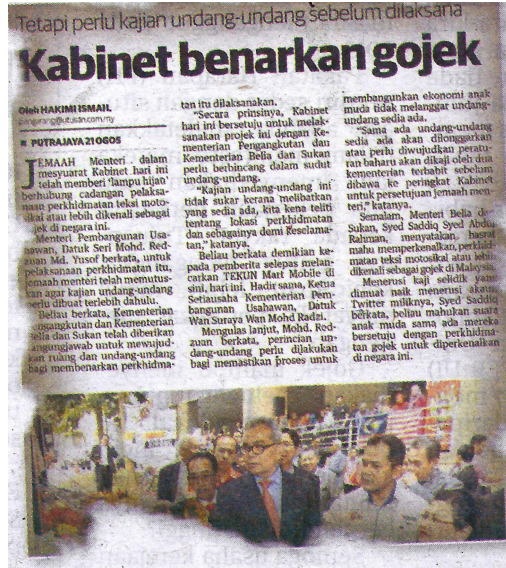 Tetapi perlu kajian undang-undang sebelum dilaksana
Kabinet benarkan gojek
Oleh HAKIMI ISMAIL
pengarang@utusan.com.my
■ PUTRAJAYA 21 OGOS
JEMAAH Menteri dalam
mesyuarat Kabinet hari ini
telah memberi 'lampu hijau'
berhubung cadangan pelaksa-
naan perkhidmatan teksi moto-
sikal atau lebih dikenali sebagai
gojek di negara ini.
Menteri Pembangunan Usa-
hawan, Datuk Seri Mohd. Red-
zuan Md. Yusof berkata, untuk
pelaksanaan perkhidmatan itu,
jemaah menteri telah memutus-
kan agar kajian undang-undang
perlu dibuat terlebih dahulu.
Beliau berkata, Kementerian
Pengangkutan dan Kementerian
Belia dan Sukan telah diberikan
tanggungjawab untuk mewujud-
kan ruang dan undang-undang
bagi membenarkan perkhidma-
tan itu dilaksanakan.
"Secara prinsinya, Kabinet
hari ini bersetuju untuk melak-
sanakan projek ini dengan Ke-
menterian Pengangkutan dan
Kementerian Belia dan Sukan
perlu berbincang dalam sudut
undang-undang.
"Kajian undang-undang ini
tidak sukar kerana melibatkan
yang sedia ada, kita kena teliti
tentang lokasi perkhidmatan
dan sebagainya demi keselama-
tan," katanya.
Beliau berkata demikian ke-
pada pemberita selepas melan-
carkan TEKUN Mart Mobile di
sini, hari ini. Hadir sama, Ketua
Setiausaha Kementerian Pem-
bangunan Usahawan, Datuk
Wan Suraya Wan Mohd Radzi.
Mengulas lanjut, Mohd. Red-
zuan berkata, perincian un-
dang-undang perlu dijakukan
bagi memastikan proses untuk
membangunkan ekonomi anak
muda tidak melanggar undang-
undang sedia ada.
"Sama ada undang-undang
sedia ada akan dilonggarkan
atau perlu diwujudkan peratu-
ran baharu akan dikaji oleh dua
kementerian terbabit sebelum
dibawa ke peringkat Kabinet
untuk persetujuan jemaah men-
teri," katanya.
Semalam, Menteri Belia dan
Sukan, Syed Saddiq Syed Abdul
Rahman, menyatakan, hasrat
mahu memperkenalkan, perkhid-
matan teksi motosikal atau lebih
dikenali sebagai gojek di Malaysia.
Menerusi kaji selidik yang
dimuat naik menerusi akaun
Twitter miliknya, Syed Saddiq
berkata, beliau mahukan suara
anak muda sama ada mereka
bersetuju dengan perkhidma-
tan gojek untuk diperkenalkan
di negara ini.